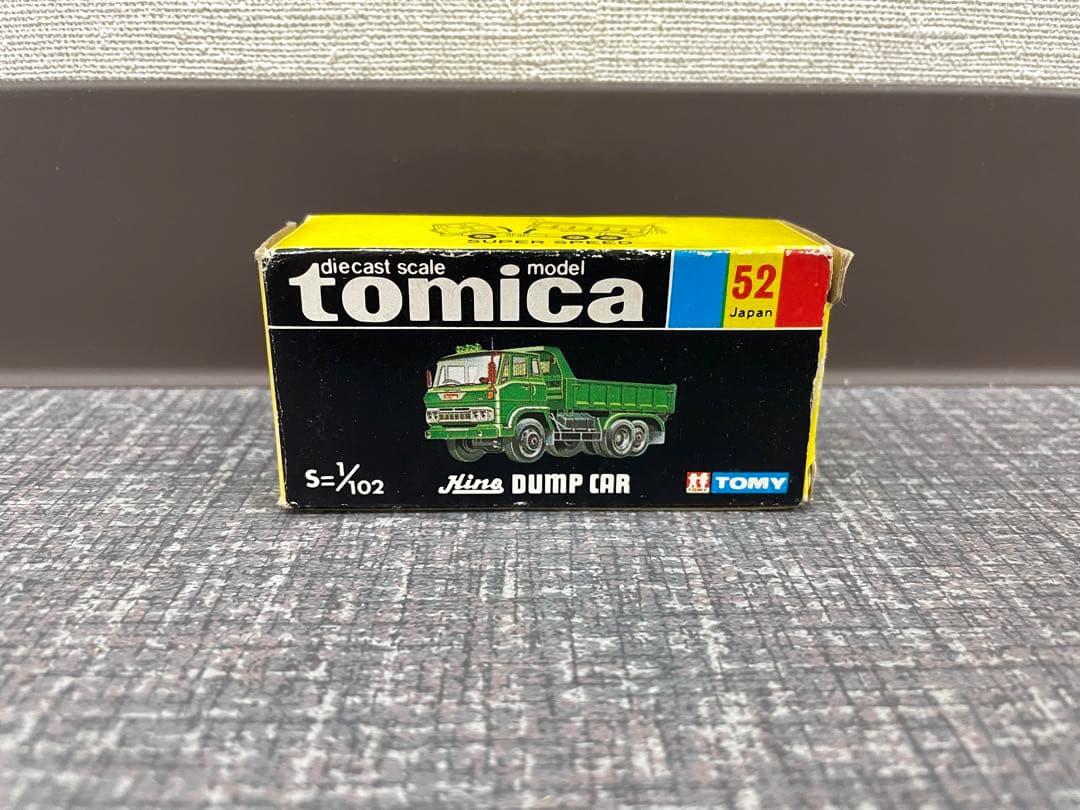 SUPER SPEED
diecast scale model
tomica
52
Japan
S=1/102
Hino DUMP CAR
TOMY